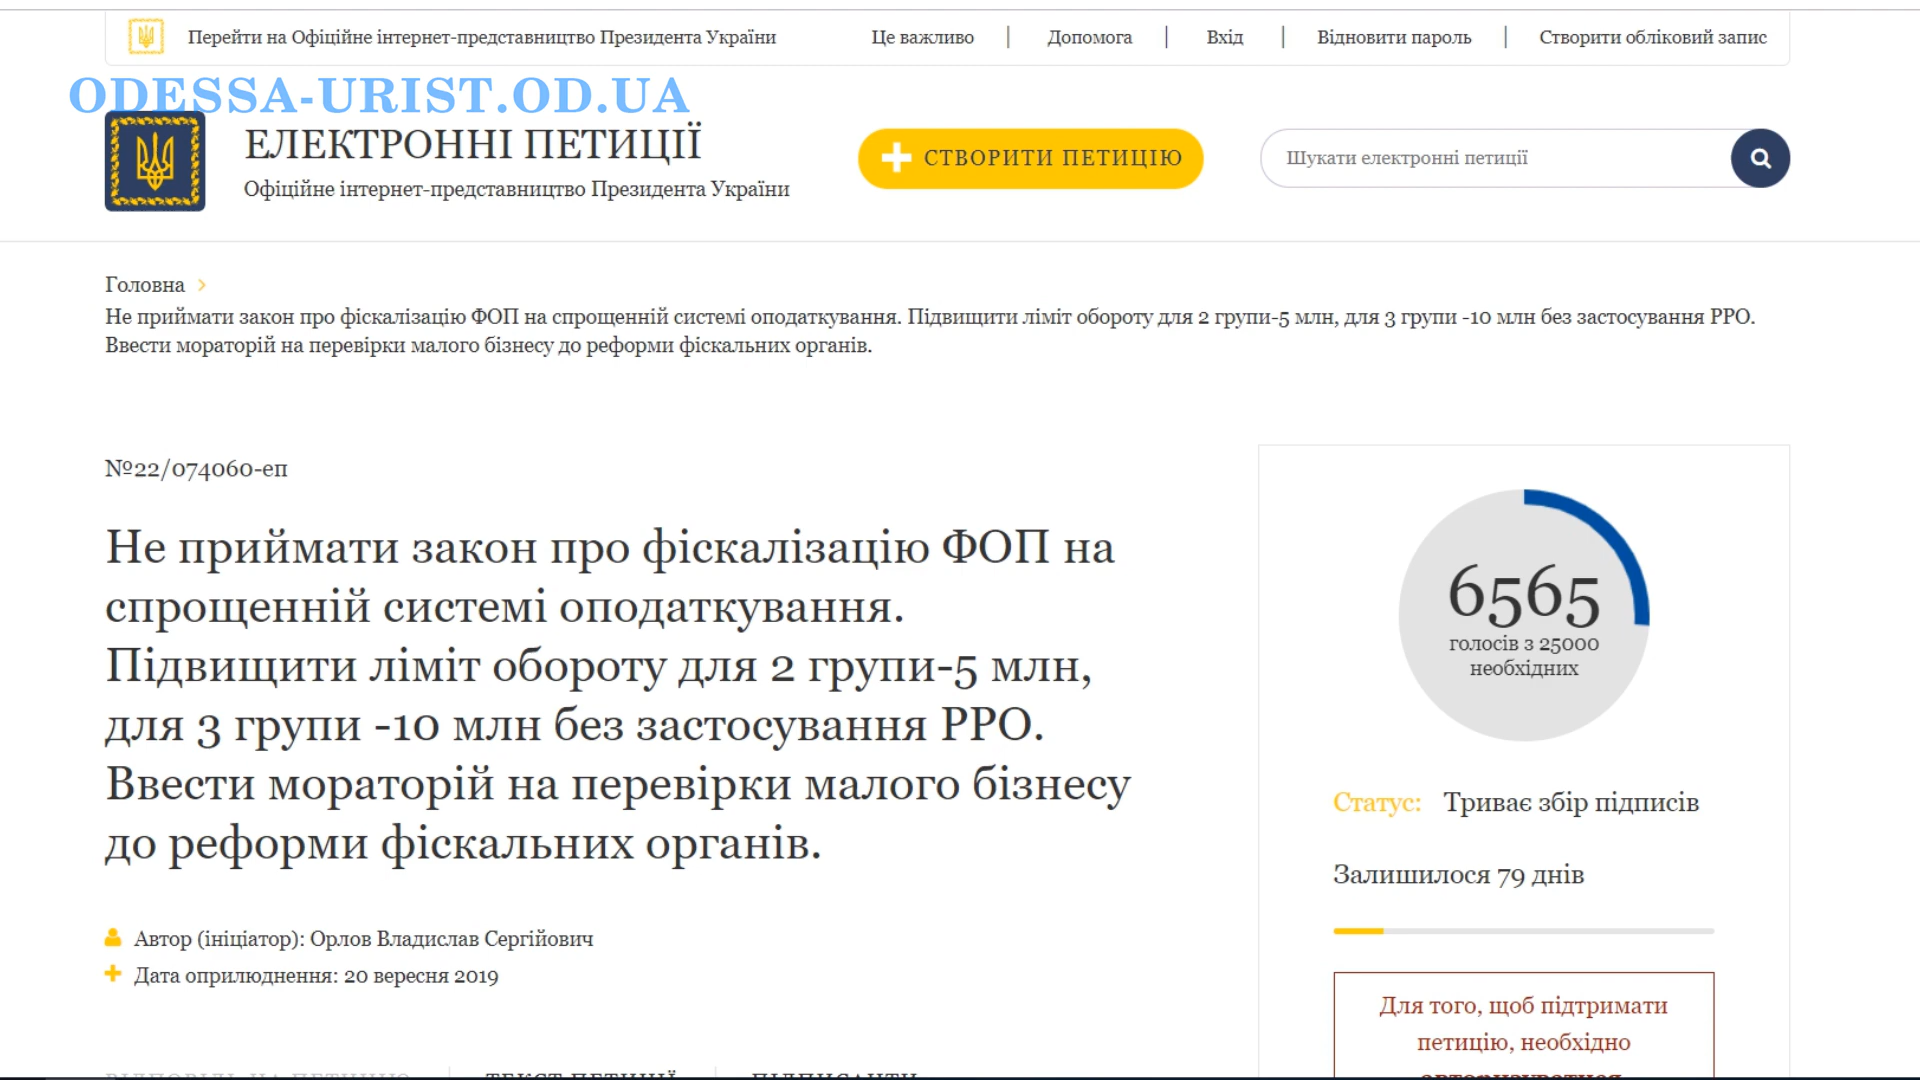 Перейти на Офіційне інтернет-представництво Президента України
Це важливо
Допомога
Вхід
Відновити пароль
Створити обліковий запис
ODESSA-URIST.OD.UA
ЕЛЕКТРОННІ ПЕТИЦІЇ
Офіційне інтернет-представництво Президента України
СТВОРИТИ ПЕТИЦІЮ
Шукати електронні петиції
Головна
Не приймати закон про фіскалізацію ФОП на спрощенній системі оподаткування. Підвищити ліміт обороту для 2 групи-5 млн, для 3 групи -10 млн без застосування РРО.
Ввести мораторій на перевірки малого бізнесу до реформи фіскальних органів.
№22/074060-еп
Не приймати закон про фіскалізацію ФОП на
спрощенній системі оподаткування.
Підвищити ліміт обороту для 2 групи-5 млн,
для 3 групи -10 млн без застосування РРО.
Ввести мораторій на перевірки малого бізнесу
до реформи фіскальних органів.
Автор (ініціатор): Орлов Владислав Сергійович
Дата оприлюднення: 20 вересня 2019
6565
голосів з 25000
необхідних
Статус: Триває збір підписів
Залишилося 79 днів
Для того, щоб підтримати
петицію, необхідно
авторизуватися
ВІДПОВІДЬ НА ПЕТИЦІЮ
ТЕКСТ ПЕТИЦІЇ
ПІДПИСАНТИ